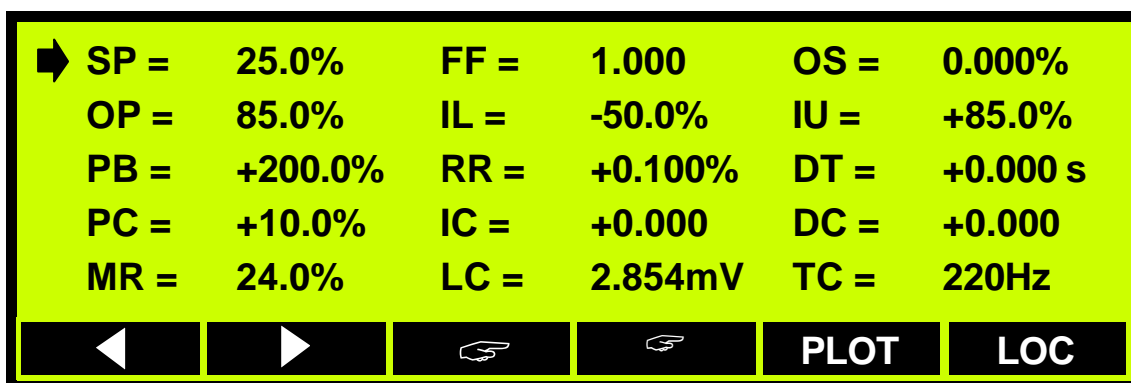 SP = 25.0% FF = 1.000 OS = 0.000%
OP = 85.0% IL = -50.0% IU = +85.0%
PB = +200.0% RR = +0.100% DT = +0.000 s
PC = +10.0% IC = +0.000 DC = +0.000
MR = 24.0% LC = 2.854mV TC = 220Hz
PLOT LOC